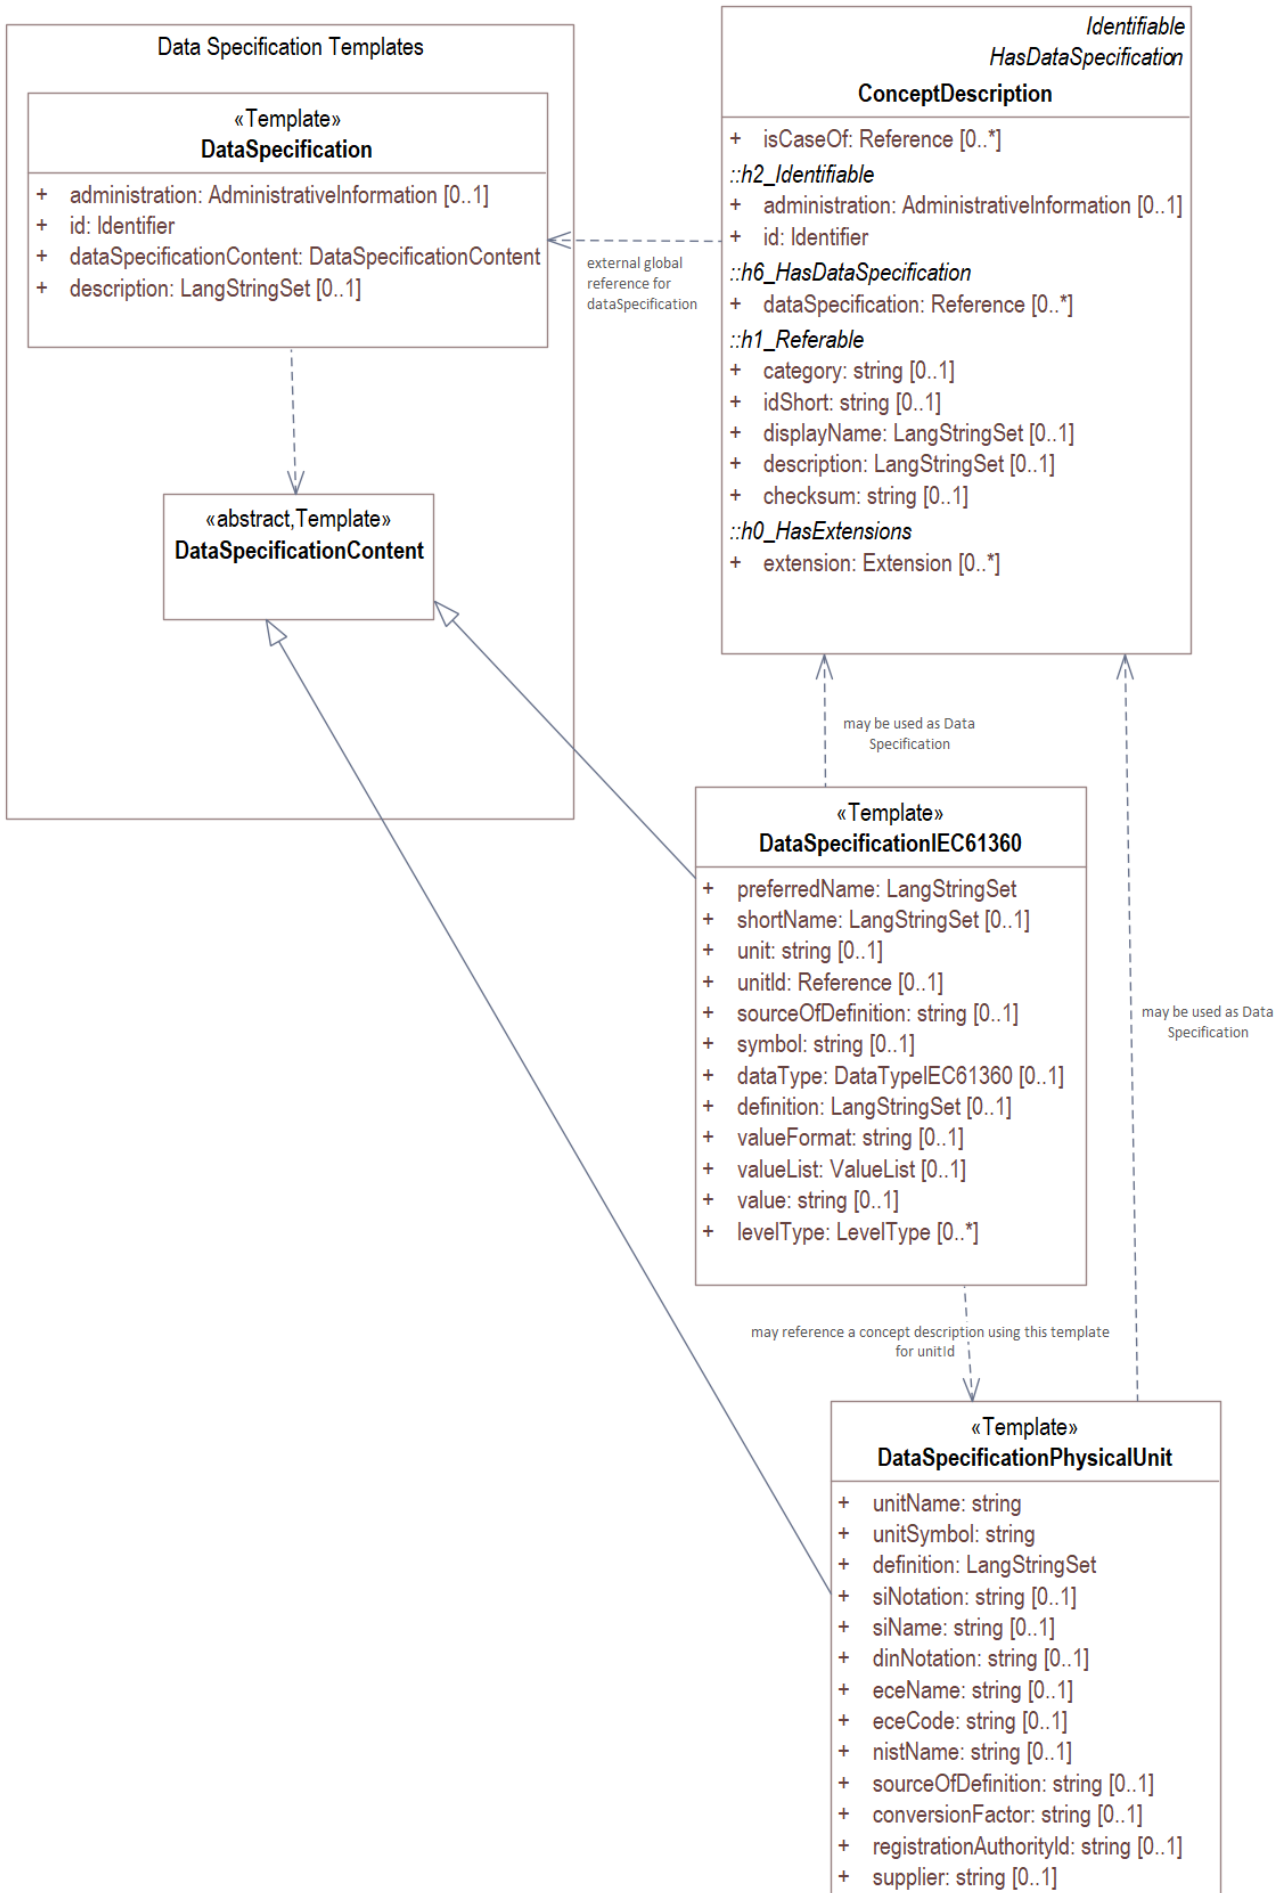 Data Specification Templates
«Template»
DataSpecification
+ administration: AdministrativeInformation [0..1]
+ id: Identifier
+ dataSpecificationContent: DataSpecificationContent
+ description: LangStringSet [0..1]
«abstract,Template»
DataSpecificationContent
external global
reference for
dataSpecification
Identifiable
HasDataSpecification
ConceptDescription
+ isCaseOf: Reference [0..*]
::h2_Identifiable
+ administration: AdministrativeInformation [0..1]
+ id: Identifier
::h6_HasDataSpecification
+ dataSpecification: Reference [0..*]
::h1_Referable
+ category: string [0..1]
+ idShort: string [0..1]
+ displayName: LangStringSet [0..1]
+ description: LangStringSet [0..1]
+ checksum: string [0..1]
::h0_HasExtensions
+ extension: Extension [0..*]
may be used as Data
Specification
«Template»
DataSpecificationIEC61360
+ preferredName: LangStringSet
+ shortName: LangStringSet [0..1]
+ unit: string [0..1]
+ unitId: Reference [0..1]
+ sourceOfDefinition: string [0..1]
+ symbol: string [0..1]
+ dataType: DataTypeIEC61360 [0..1]
+ definition: LangStringSet [0..1]
+ valueFormat: string [0..1]
+ valueList: ValueList [0..1]
+ value: string [0..1]
+ levelType: LevelType [0..*]
may be used as Data
Specification
may reference a concept description using this template
for unitId
«Template»
DataSpecificationPhysicalUnit
+ unitName: string
+ unitSymbol: string
+ definition: LangStringSet
+ siNotation: string [0..1]
+ siName: string [0..1]
+ dinNotation: string [0..1]
+ eceName: string [0..1]
+ eceCode: string [0..1]
+ nistName: string [0..1]
+ sourceOfDefinition: string [0..1]
+ conversionFactor: string [0..1]
+ registrationAuthorityId: string [0..1]
+ supplier: string [0..1]